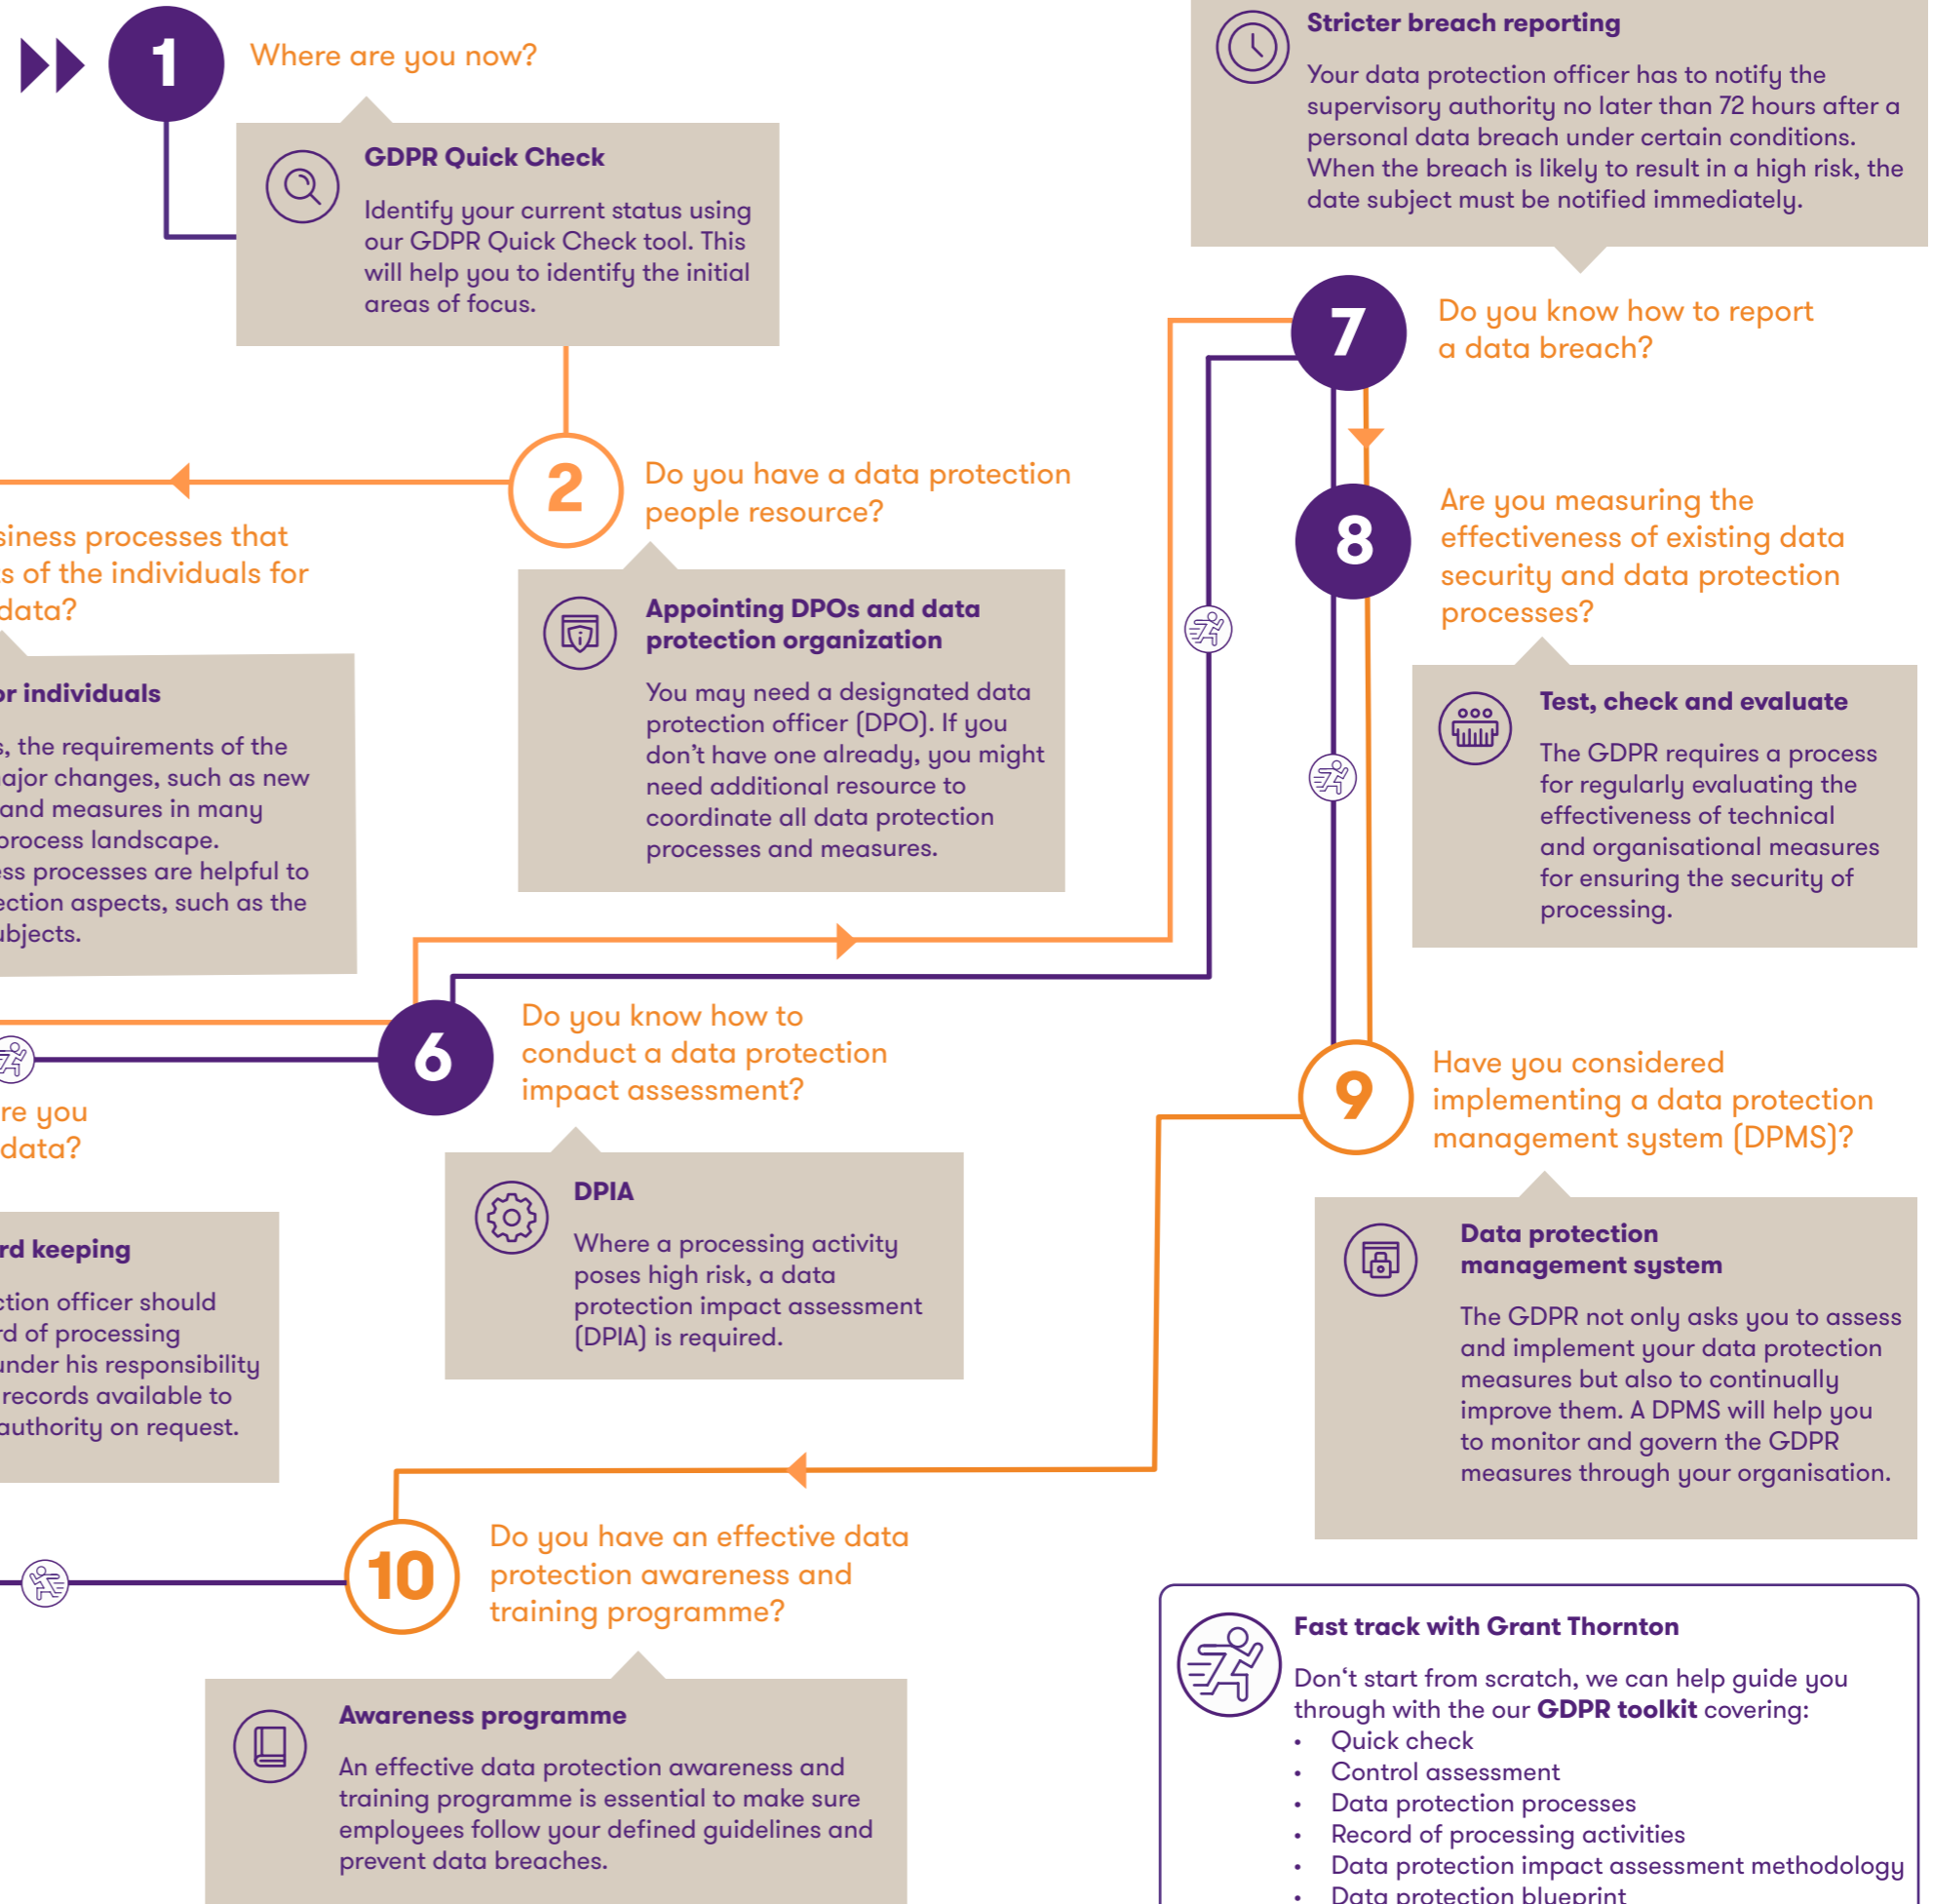 1
Where are you now?
GDPR Quick Check
Identify your current status using
our GDPR Quick Check tool. This
will help you to identify the initial
areas of focus.
2
Do you have a data protection
people resource?
Appointing DPOs and data
protection organization
You may need a designated data
protection officer (DPO). If you
don't have one already, you might
need additional resource to
coordinate all data protection
processes and measures.
processes that
of the individuals for
data?
individuals
the requirements of the
changes, such as new
and measures in many
process landscape.
processes are helpful to
aspects, such as the
you
data?
keeping
officer should
of processing
under his responsibility
records available to
authority on request.
6
Do you know how to
conduct a data protection
impact assessment?
DPIA
Where a processing activity
poses high risk, a data
protection impact assessment
(DPIA) is required.
Stricter breach reporting
Your data protection officer has to notify the
supervisory authority no later than 72 hours after a
personal data breach under certain conditions.
When the breach is likely to result in a high risk, the
date subject must be notified immediately.
7
Do you know how to report
a data breach?
8
Are you measuring the
effectiveness of existing data
security and data protection
processes?
Test, check and evaluate
The GDPR requires a process
for regularly evaluating the
effectiveness of technical
and organisational measures
for ensuring the security of
processing.
9
Have you considered
implementing a data protection
management system (DPMS)?
Data protection
management system
The GDPR not only asks you to assess
and implement your data protection
measures but also to continually
improve them. A DPMS will help you
to monitor and govern the GDPR
measures through your organisation.
10
Do you have an effective data
protection awareness and
training programme?
Awareness programme
An effective data protection awareness and
training programme is essential to make sure
employees follow your defined guidelines and
prevent data breaches.
Fast track with Grant Thornton
Don‘t start from scratch, we can help guide you
through with the our GDPR toolkit covering:
• Quick check
• Control assessment
• Data protection processes
• Record of processing activities
• Data protection impact assessment methodology
• Data protection blueprint